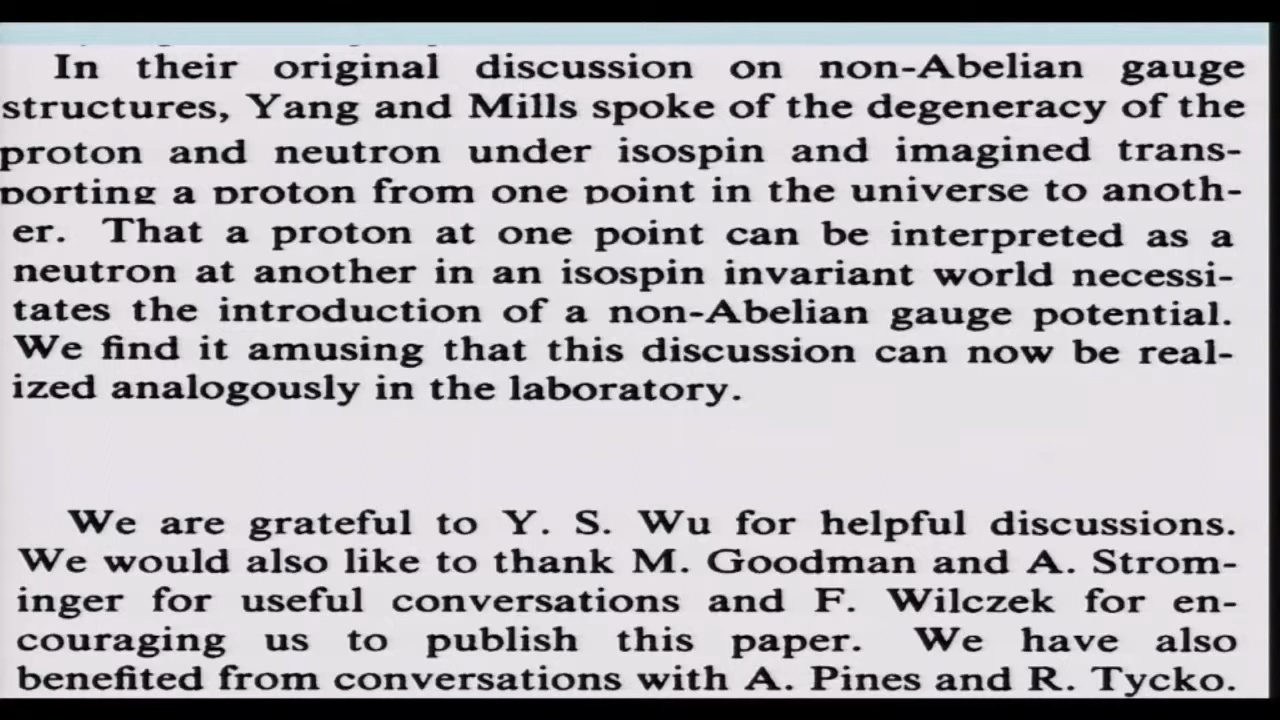 In their original discussion on non-Abelian gauge
structures, Yang and Mills spoke of the degeneracy of the
proton and neutron under isospin and imagined trans-
porting a proton from one point in the universe to anoth-
er. That a proton at one point can be interpreted as a
neutron at another in an isospin invariant world necessi-
tates the introduction of a non-Abelian gauge potential.
We find it amusing that this discussion can now be real-
ized analogously in the laboratory.
We are grateful to Y. S. Wu for helpful discussions.
We would also like to thank M. Goodman and A. Strom-
inger for useful conversations and F. Wilczek for en-
couraging us to publish this paper. We have also
benefited from conversations with A. Pines and R. Tycko.